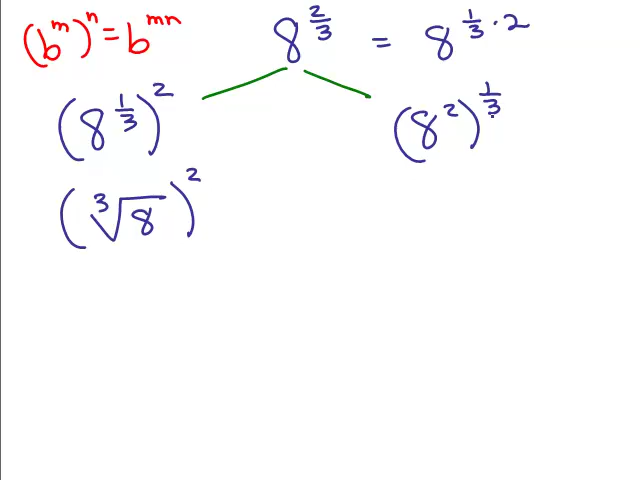 (b^m)^n = b^{mn}
8^{2/3} = 8^{1/3 · 2}
(8^{1/3})^2
(8^2)^{1/3}
(∛8)^2